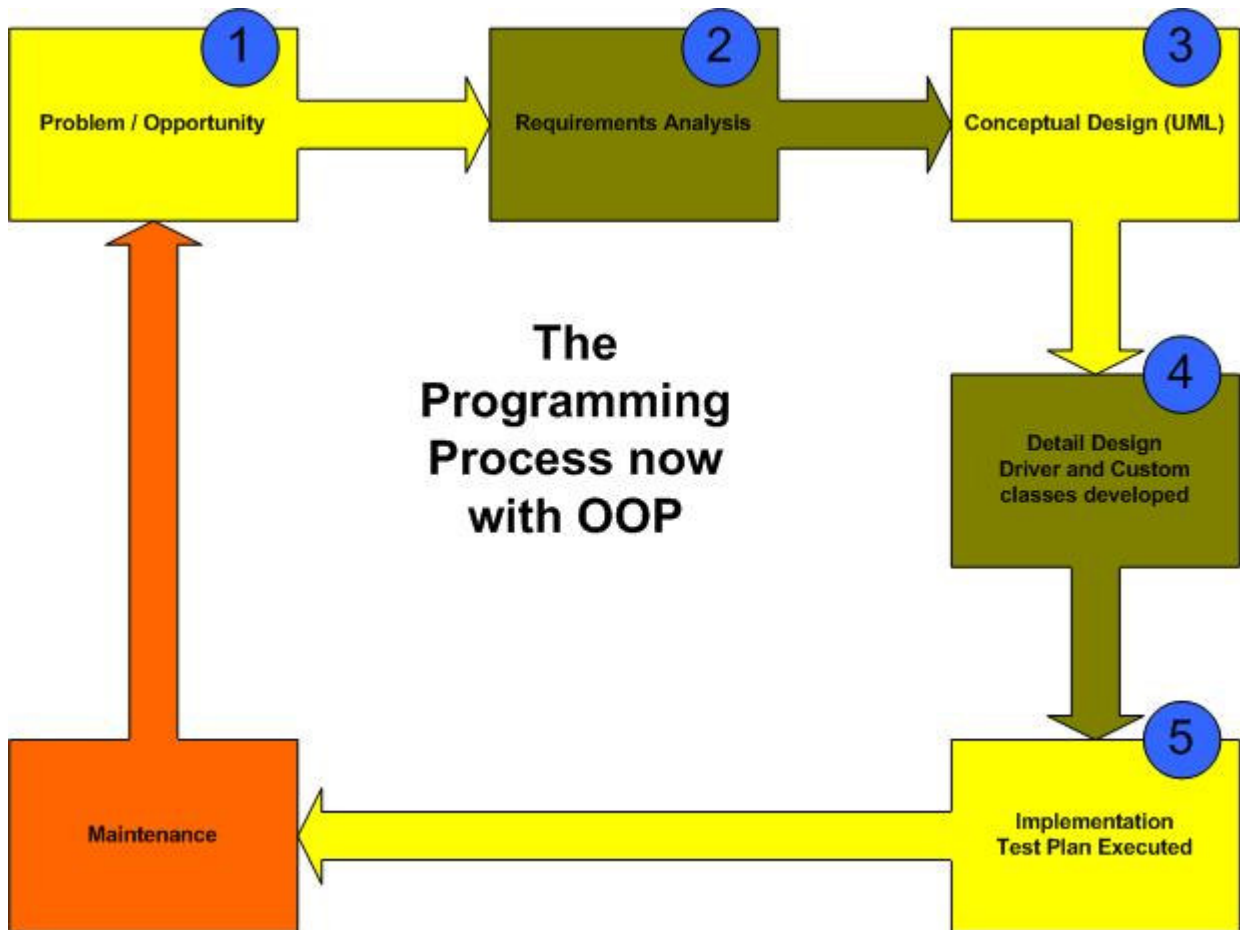 1
Problem / Opportunity
2
Requirements Analysis
3
Conceptual Design (UML)
The
Programming
Process now
with OOP
4
Detail Design
Driver and Custom
classes developed
5
Implementation
Test Plan Executed
Maintenance